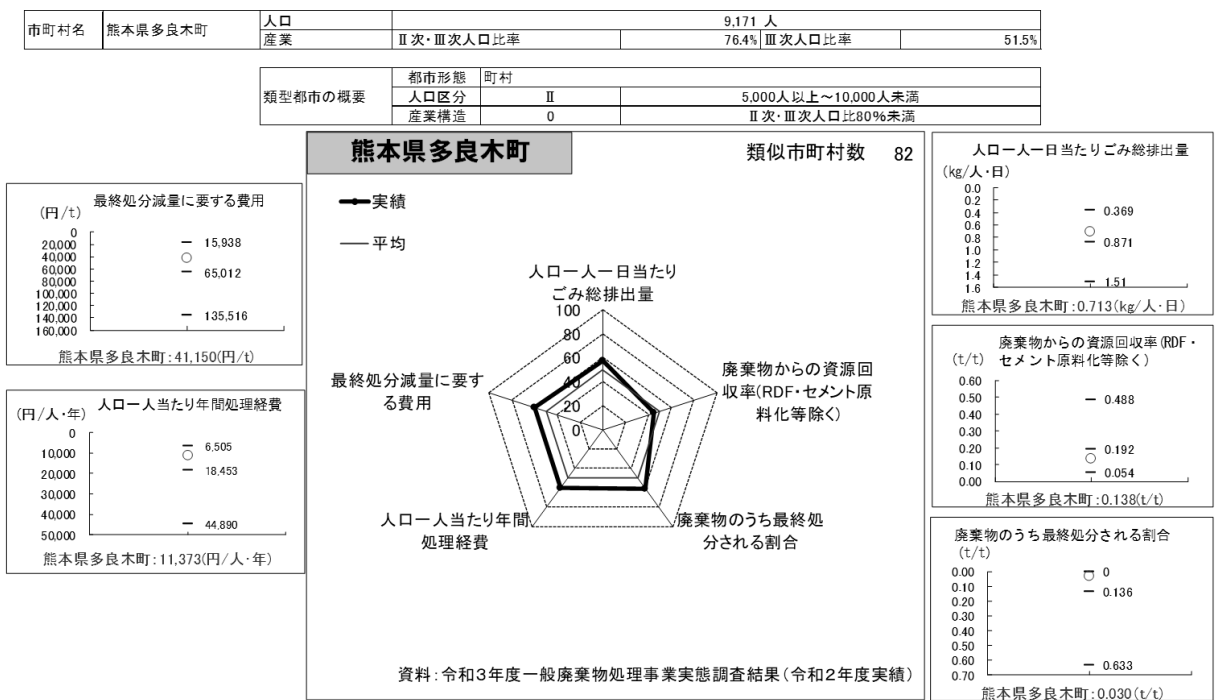 市町村名 熊本県多良木町 人口 9,171 人
産業 Ⅱ次・Ⅲ次人口比率 76.4% Ⅲ次人口比率 51.5%
類型都市の概要 都市形態 町村
人口区分 Ⅱ 5,000人以上～10,000人未満
産業構造 0 Ⅱ次・Ⅲ次人口比80%未満
熊本県多良木町 類似市町村数 82
実績
平均
人口一人一日当たり
ごみ総排出量
100
80
60
40
20
0
廃棄物からの資源回
収率(RDF・セメント原
料化等除く)
廃棄物のうち最終処
分される割合
人口一人当たり年間
処理経費
最終処分減量に要す
る費用
資料：令和3年度一般廃棄物処理事業実態調査結果(令和2年度実績)
最終処分減量に要する費用
(円/t)
0
20,000
40,000
60,000
80,000
100,000
120,000
140,000
160,000
15,938
65,012
135,516
熊本県多良木町：41,150(円/t)
(円/人・年) 人口一人当たり年間処理経費
0
10,000
20,000
30,000
40,000
50,000
6,505
18,453
44,890
熊本県多良木町：11,373(円/人・年)
人口一人一日当たりごみ総排出量
(kg/人・日)
0.0
0.2
0.4
0.6
0.8
1.0
1.2
1.4
1.6
0.369
0.871
1.51
熊本県多良木町：0.713(kg/人・日)
廃棄物からの資源回収率(RDF・
(t/t) セメント原料化等除く)
0.60
0.50
0.40
0.30
0.20
0.10
0.00
0.488
0.192
0.054
熊本県多良木町：0.138(t/t)
廃棄物のうち最終処分される割合
(t/t)
0.00
0.10
0.20
0.30
0.40
0.50
0.60
0.70
0
0.136
0.633
熊本県多良木町：0.030(t/t)